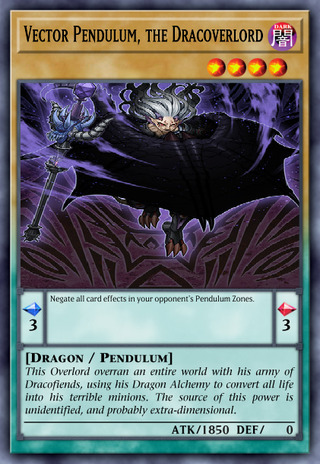 Vector Pendulum, the Dracoverlord
DARK
闇
Negate all card effects in your opponent's Pendulum Zones.
3
3
[Dragon / Pendulum]
This Overlord overran an entire world with his army of
Dracofiends, using his Dragon Alchemy to convert all life
into his terrible minions. The source of this power is
unidentified, and probably extra-dimensional.
ATK/1850 DEF/ 0